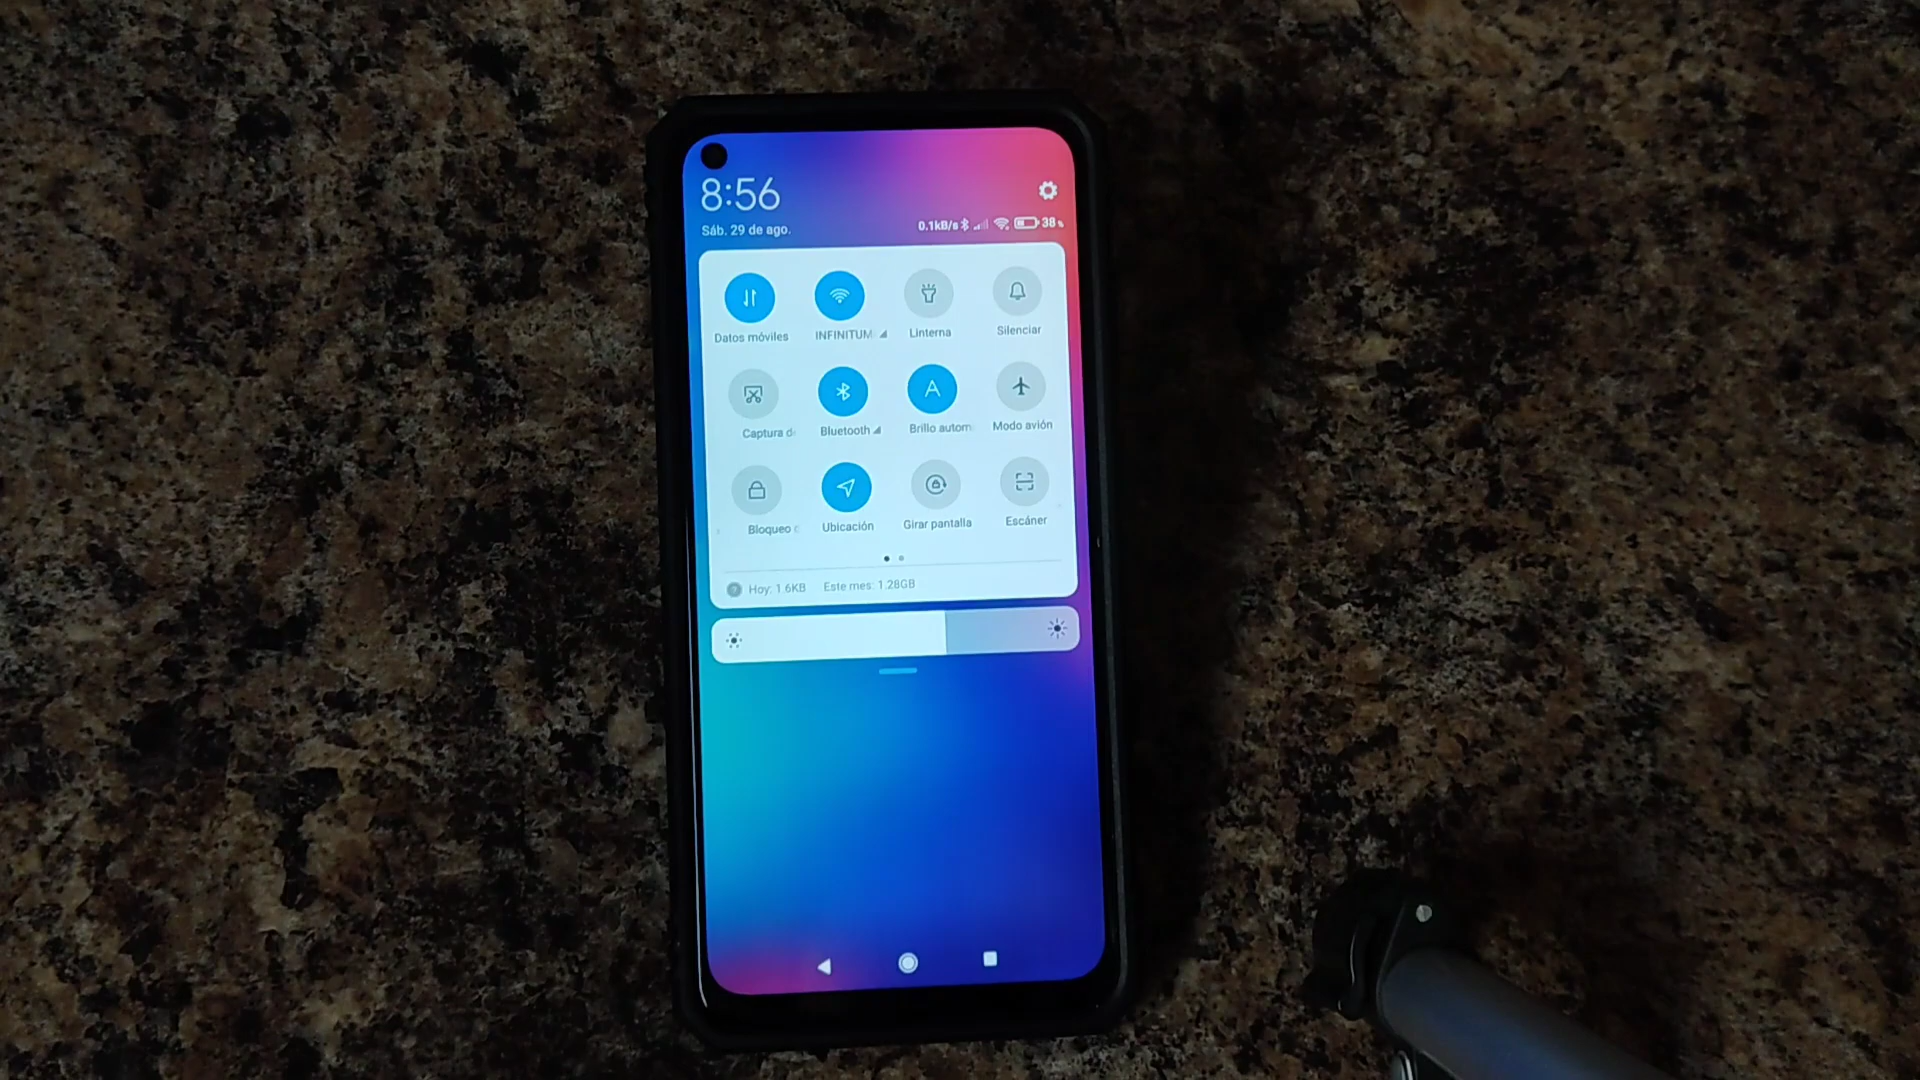 8:56
Sáb. 29 de ago.
0.1kB/s 38%
Datos móviles INFINITUM Linterna Silenciar
Captura d Bluetooth Brillo autom Modo avión
Bloqueo Ubicación Girar pantalla Escáner
Hoy: 1.6KB Este mes: 1.28GB